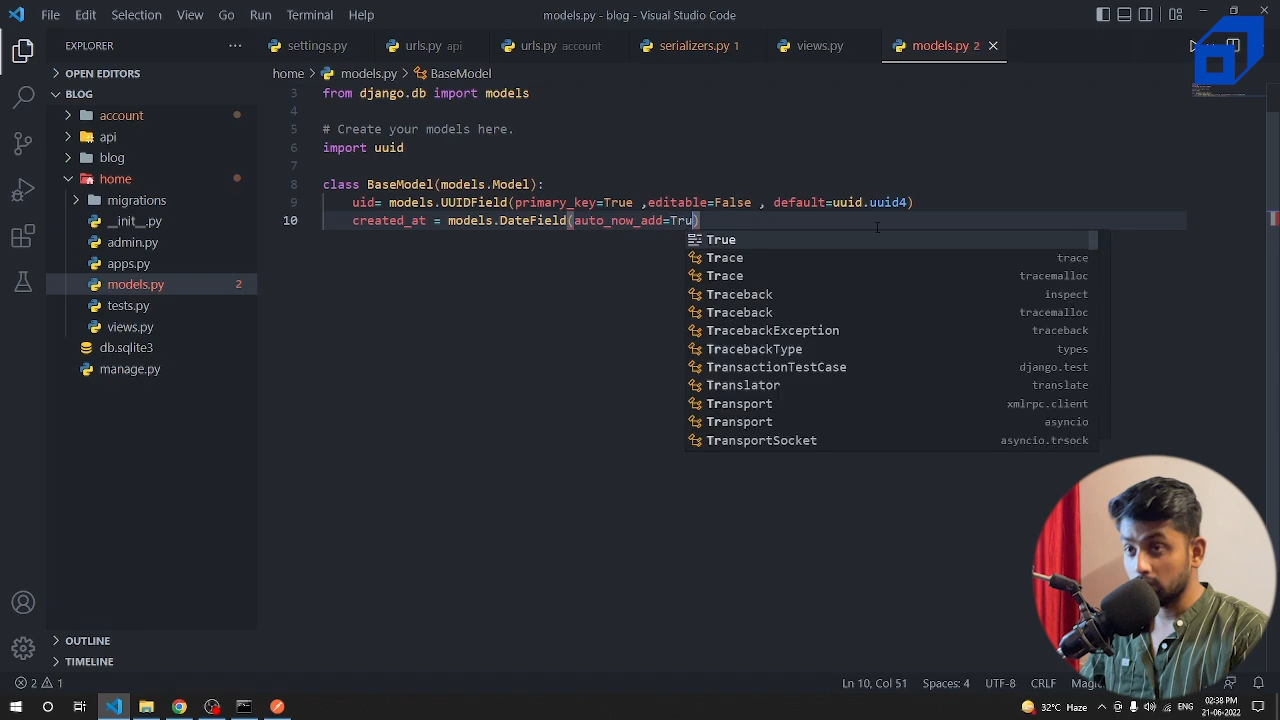 File Edit Selection View Go Run Terminal Help
models.py - blog - Visual Studio Code
EXPLORER
settings.py
urls.py api
urls.py account
serializers.py 1
views.py
models.py 2
OPEN EDITORS
BLOG
account
api
blog
home
migrations
__init__.py
admin.py
apps.py
models.py 2
tests.py
views.py
db.sqlite3
manage.py
OUTLINE
TIMELINE
home > models.py > BaseModel
3 from django.db import models
4
5 # Create your models here.
6 import uuid
7
8 class BaseModel(models.Model):
9 uid= models.UUIDField(primary_key=True ,editable=False , default=uuid.uuid4)
10 created_at = models.DateField(auto_now_add=Tru)
True
Trace trace
Trace tracemalloc
Traceback inspect
Traceback tracemalloc
TracebackException traceback
TracebackType types
TransactionTestCase django.test
Translator translate
Transport xmlrpc.client
Transport asyncio
TransportSocket asyncio.trsock
2 1
Ln 10, Col 51 Spaces: 4 UTF-8 CRLF
32°C Haze
02:38 PM
21-06-2022